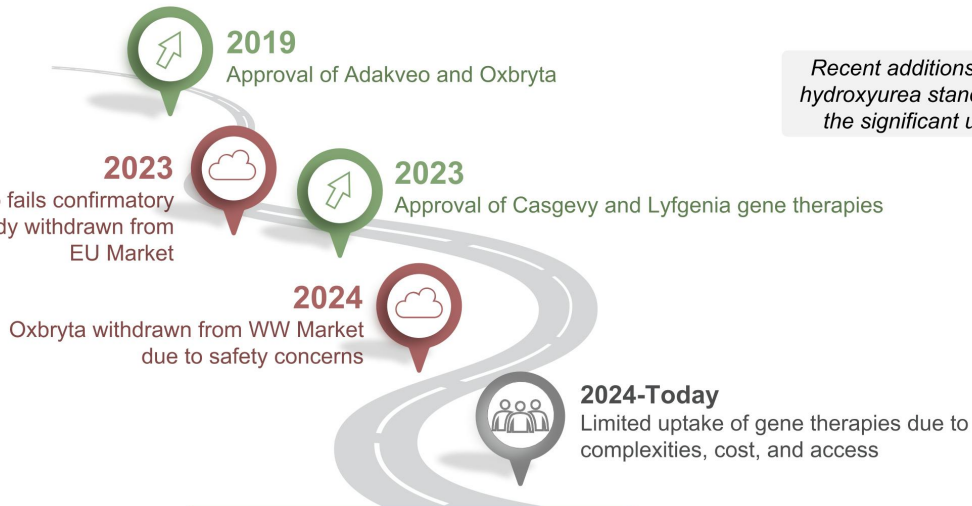 2019
Approval of Adakveo and Oxbryta
Recent additions
hydroxyurea
the significant
2023
fails confirmatory
withdrawn from
EU Market
2023
Approval of Casgevy and Lyfgenia gene therapies
2024
Oxbryta withdrawn from WW Market
due to safety concerns
2024-Today
Limited uptake of gene therapies due to
complexities, cost, and access